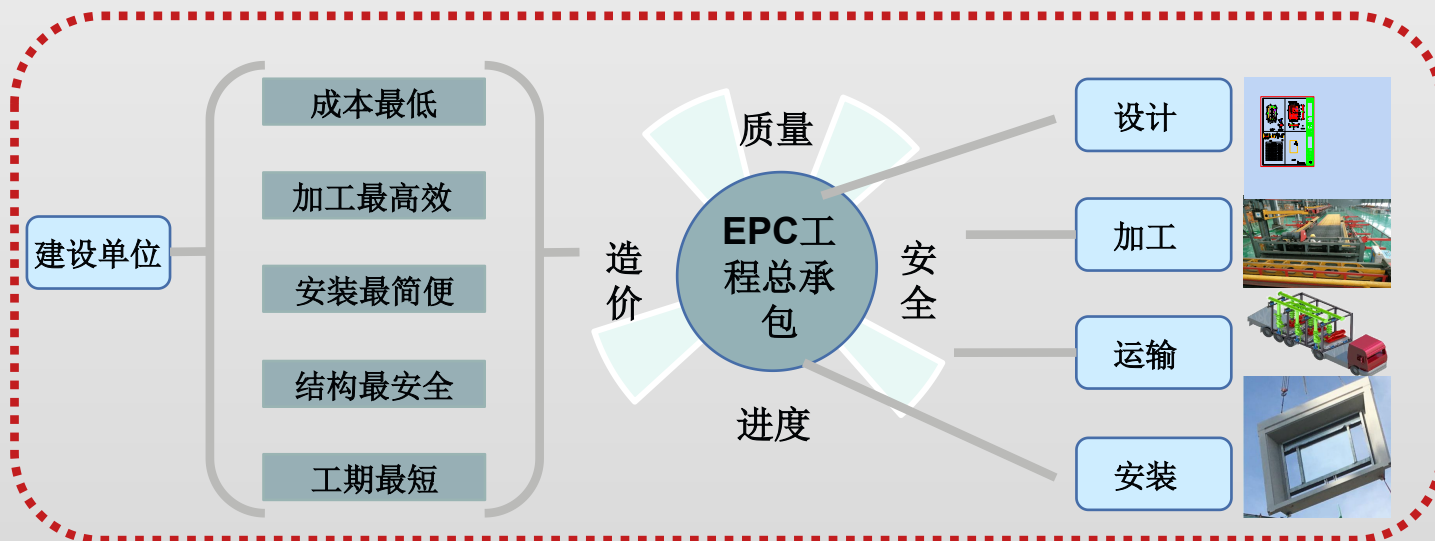 建设单位
成本最低
加工最高效
安装最简便
结构最安全
工期最短
质量
造
价
EPC工
程总承
包
安
全
进度
设计
加工
运输
安装